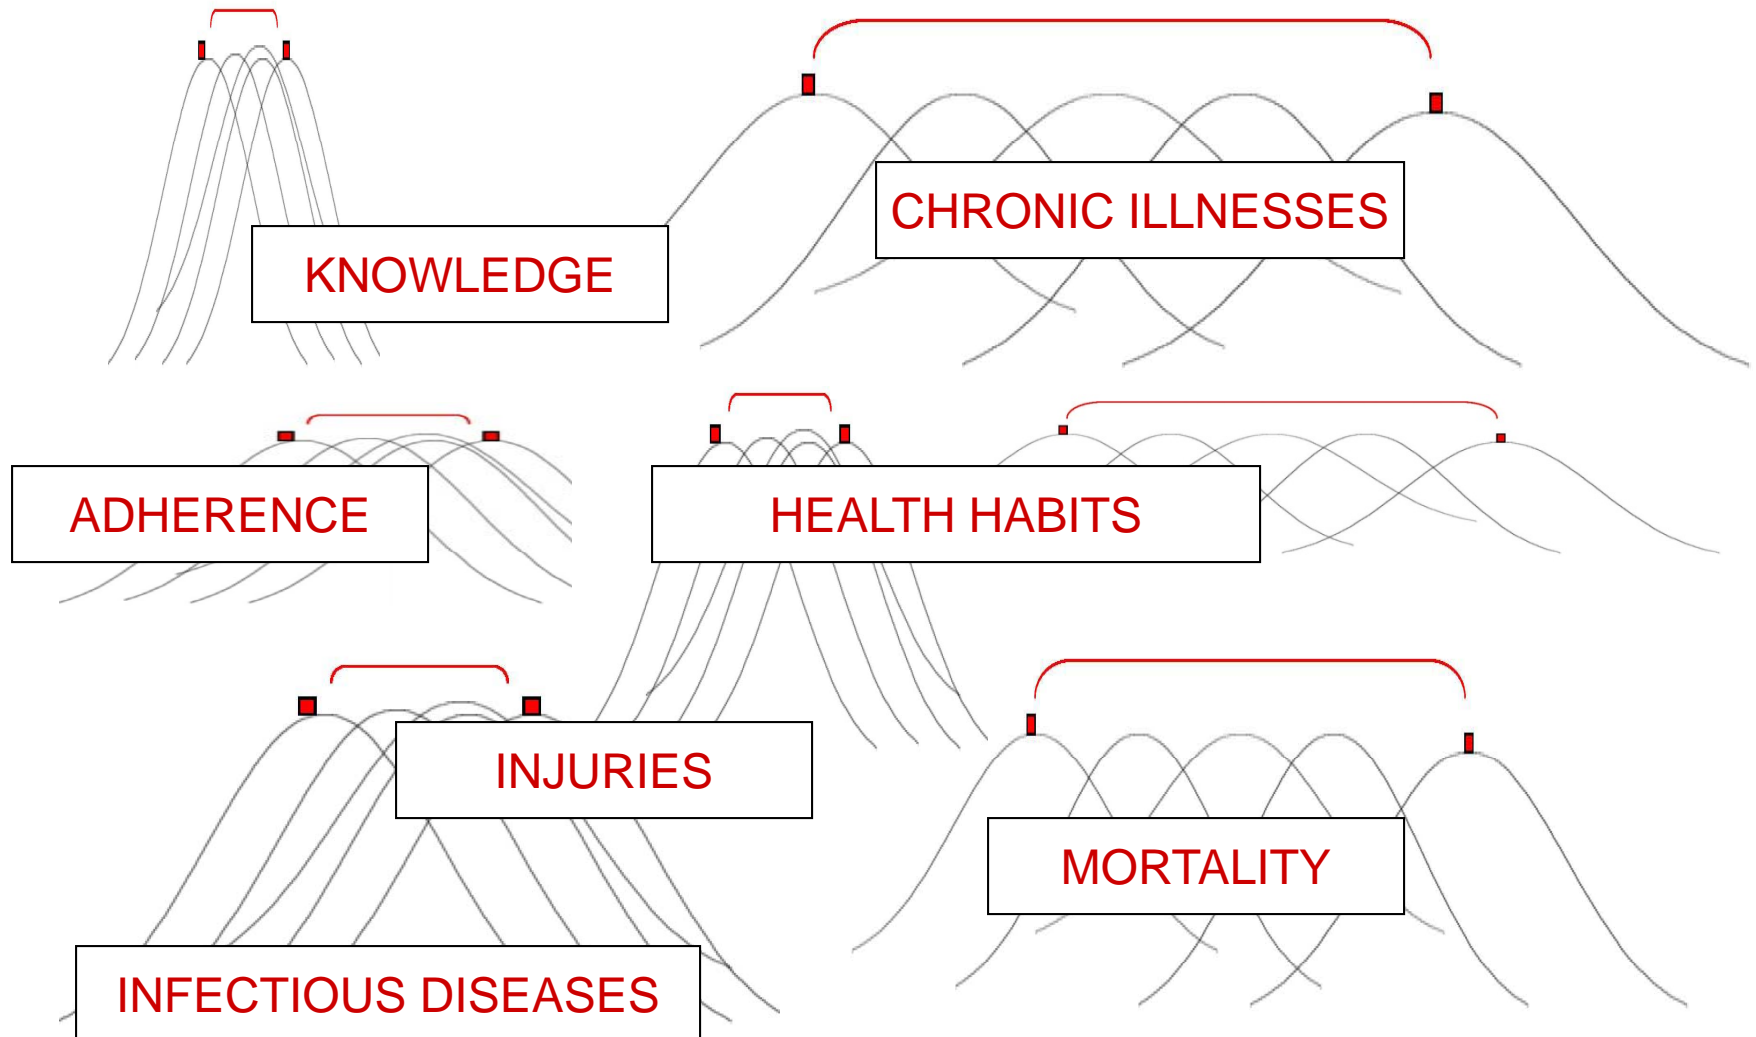 CHRONIC ILLNESSES
KNOWLEDGE
ADHERENCE
HEALTH HABITS
INJURIES
MORTALITY
INFECTIOUS DISEASES